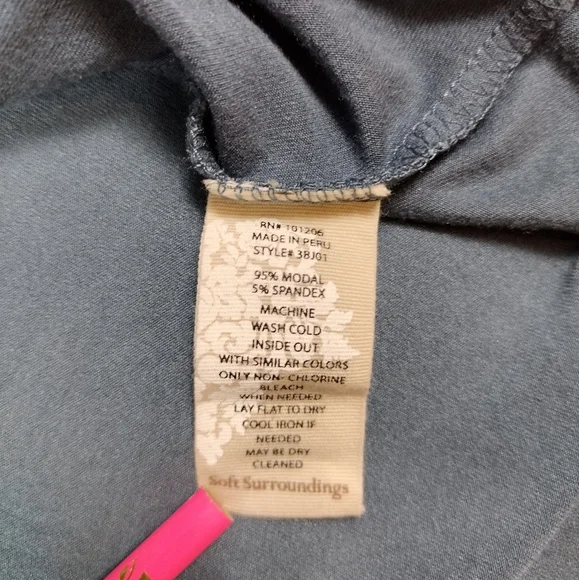 RN# 101206
MADE IN PERU
STYLE# 3BJ01
95% MODAL
5% SPANDEX
MACHINE
WASH COLD
INSIDE OUT
WITH SIMILAR COLORS
ONLY NON- CHLORINE
BLEACH
WHEN NEEDED
LAY FLAT TO DRY
COOL IRON IF
NEEDED
MAY BE DRY
CLEANED
Soft Surroundings